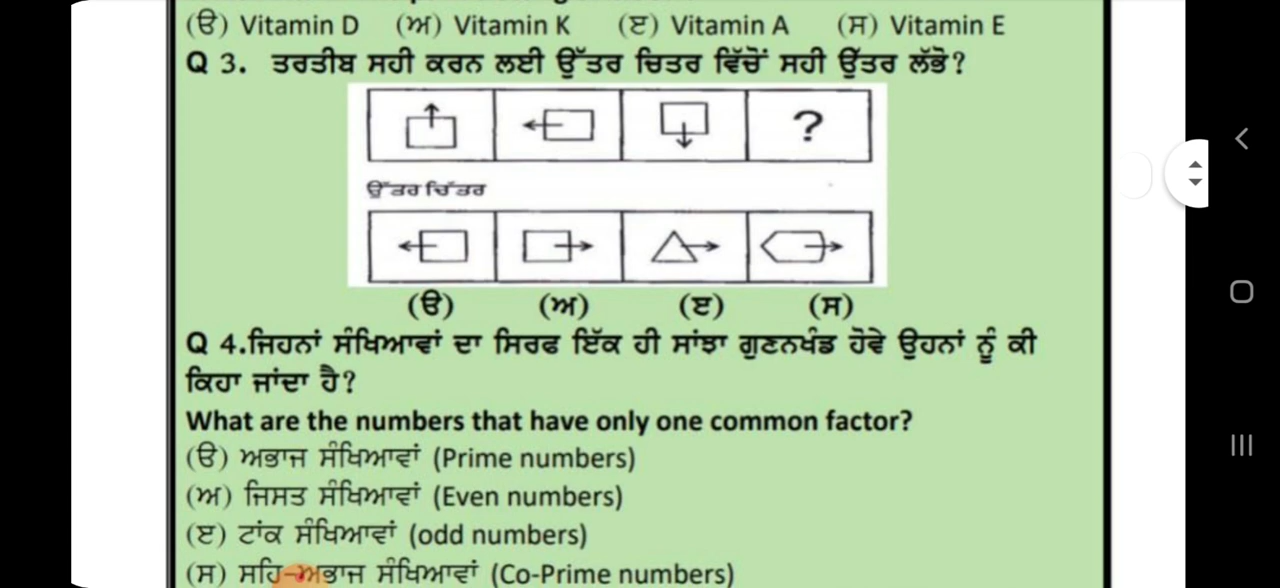 (ੳ) Vitamin D (ਅ) Vitamin K (ੲ) Vitamin A (ਸ) Vitamin E
Q 3. ਤਰਤੀਬ ਸਹੀ ਕਰਨ ਲਈ ਉੱਤਰ ਚਿਤਰ ਵਿੱਚੋਂ ਸਹੀ ਉੱਤਰ ਲੱਭੋ?
?
ਉੱਤਰ ਚਿੱਤਰ
(ੳ) (ਅ) (ੲ) (ਸ)
Q 4.ਜਿਹਨਾਂ ਸੰਖਿਆਵਾਂ ਦਾ ਸਿਰਫ ਇੱਕ ਹੀ ਸਾਂਝਾ ਗੁਣਨਖੰਡ ਹੋਵੇ ਉਹਨਾਂ ਨੂੰ ਕੀ
ਕਿਹਾ ਜਾਂਦਾ ਹੈ?
What are the numbers that have only one common factor?
(ੳ) ਅਭਾਜ ਸੰਖਿਆਵਾਂ (Prime numbers)
(ਅ) ਜਿਸਤ ਸੰਖਿਆਵਾਂ (Even numbers)
(ੲ) ਟਾਂਕ ਸੰਖਿਆਵਾਂ (odd numbers)
(ਸ) ਸਹਿ-ਅਭਾਜ ਸੰਖਿਆਵਾਂ (Co-Prime numbers)